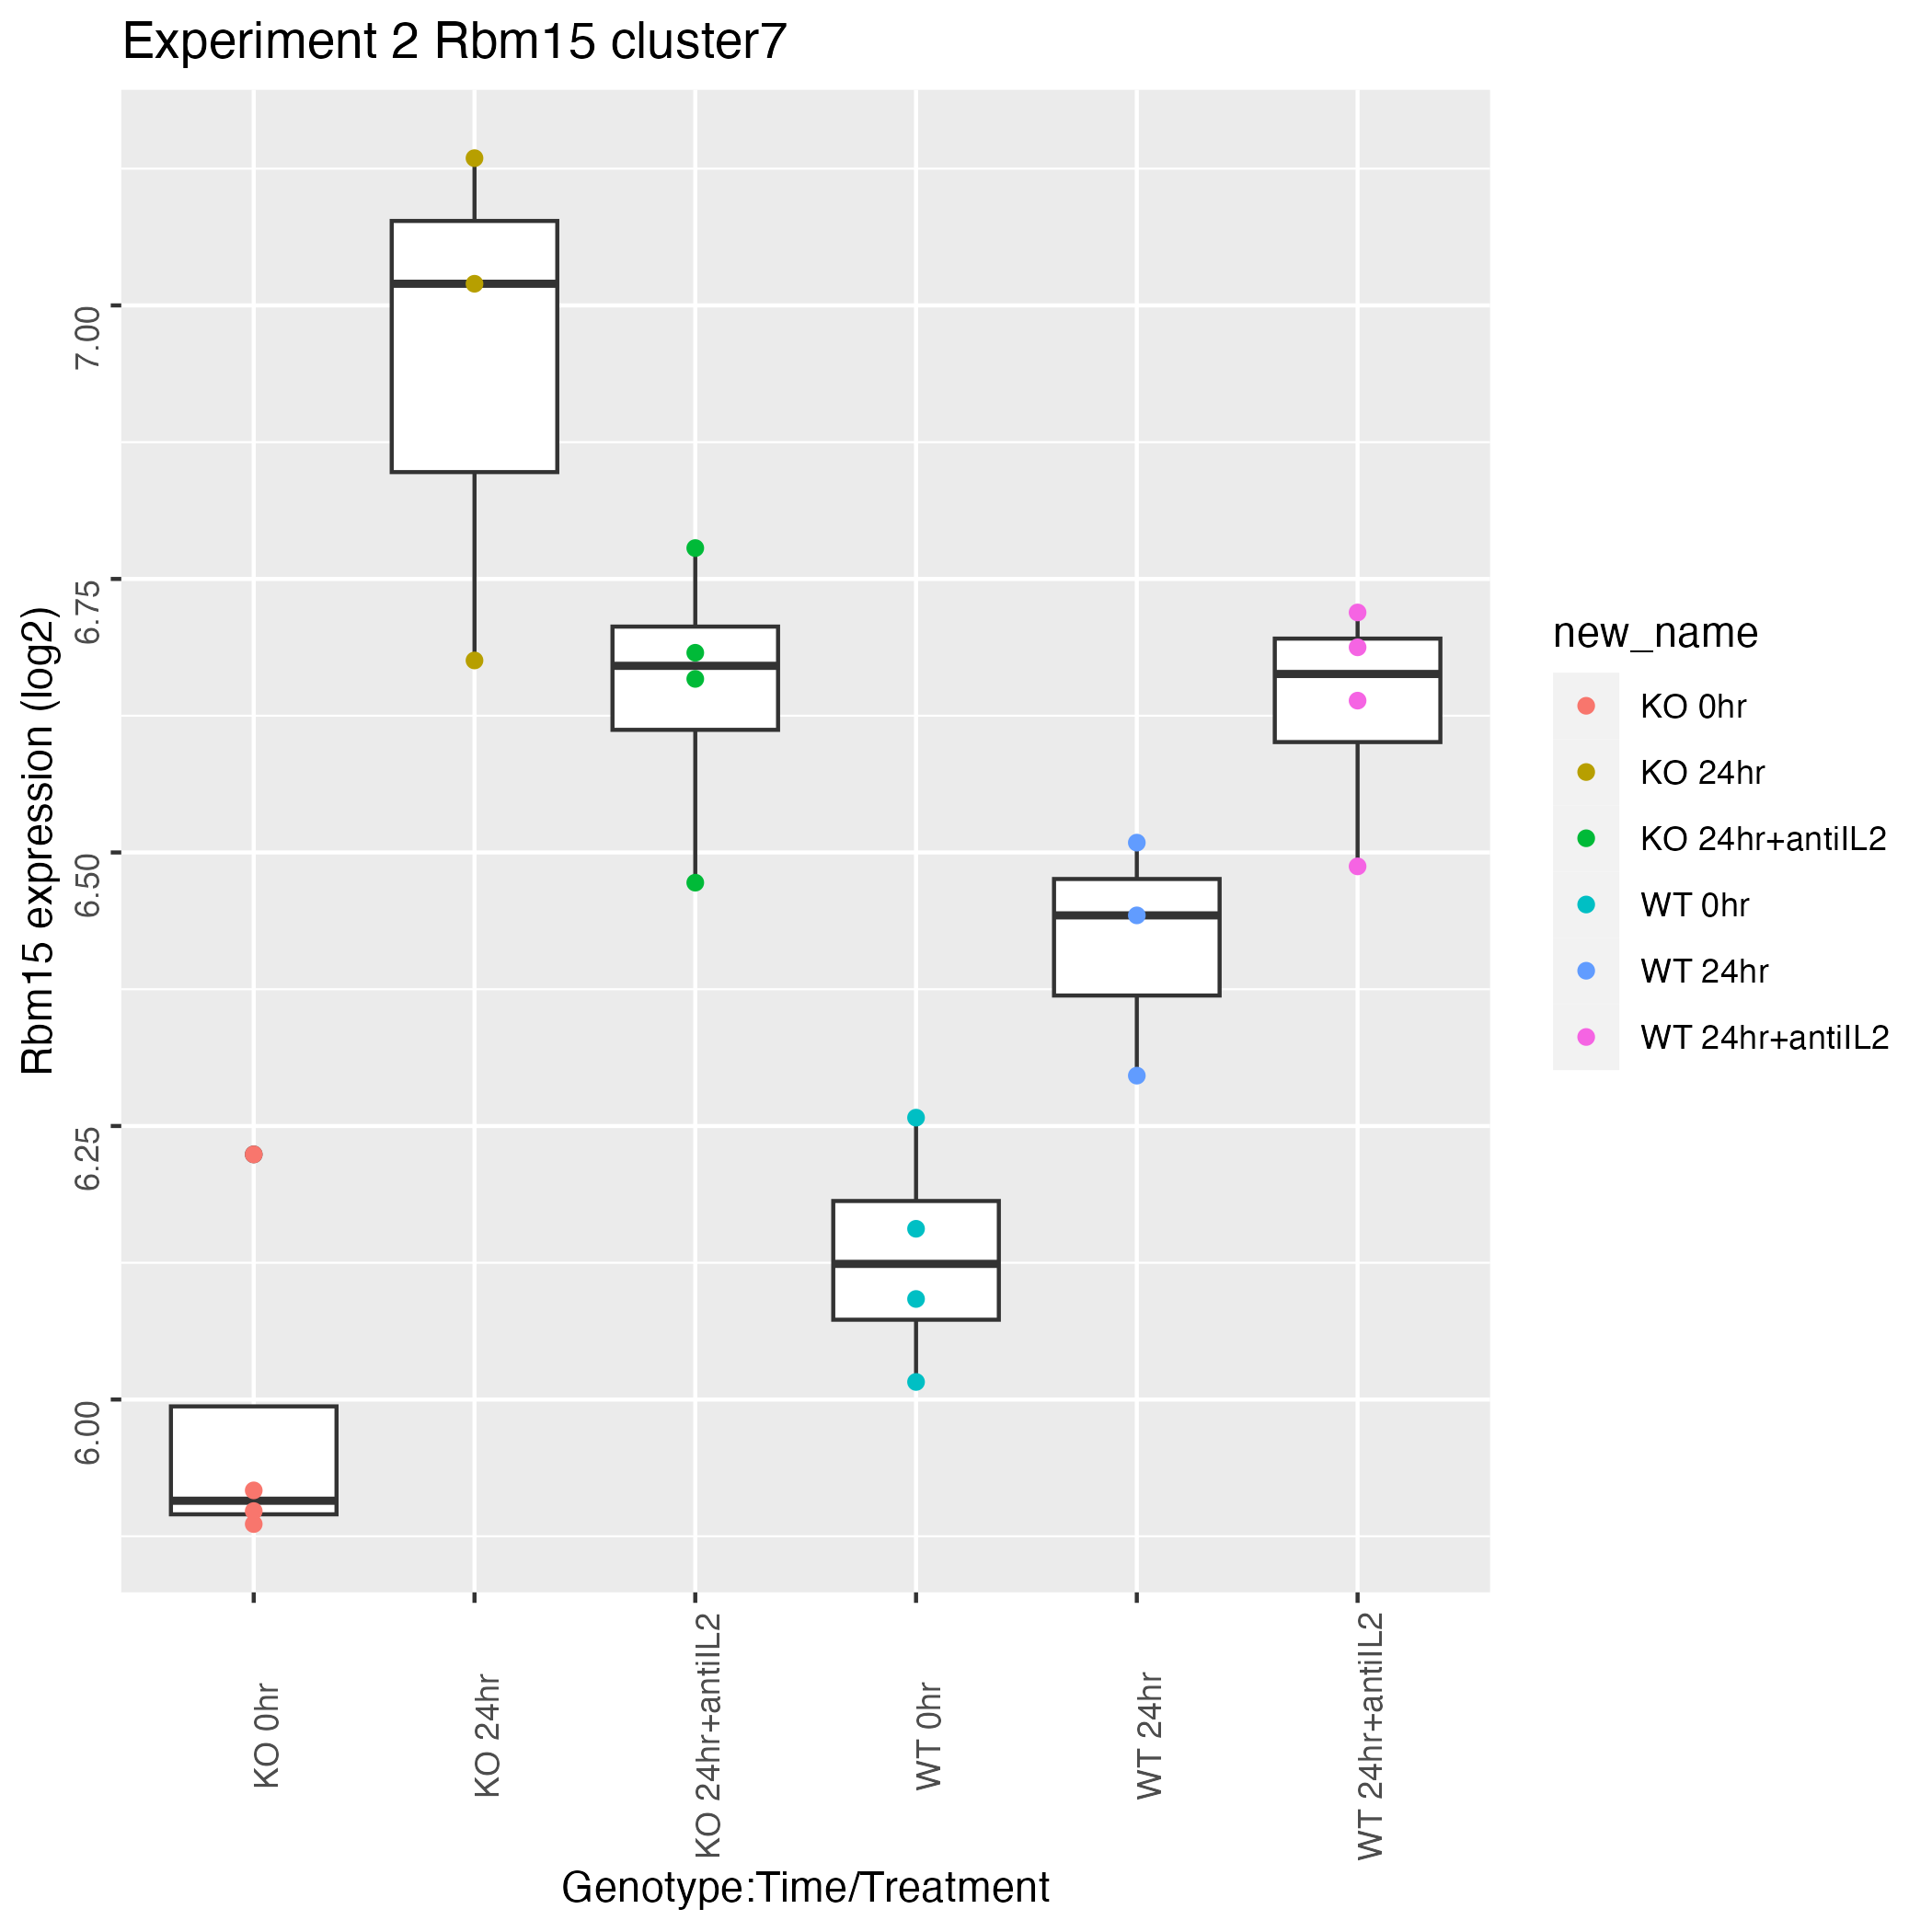 Experiment 2 Rbm15 cluster7
Rbm15 expression (log2)
7.00
6.75
6.50
6.25
6.00
KO 0hr
KO 24hr
KO 24hr+antiIL2
WT 0hr
WT 24hr
WT 24hr+antiIL2
Genotype:Time/Treatment
new_name
KO 0hr
KO 24hr
KO 24hr+antiIL2
WT 0hr
WT 24hr
WT 24hr+antiIL2